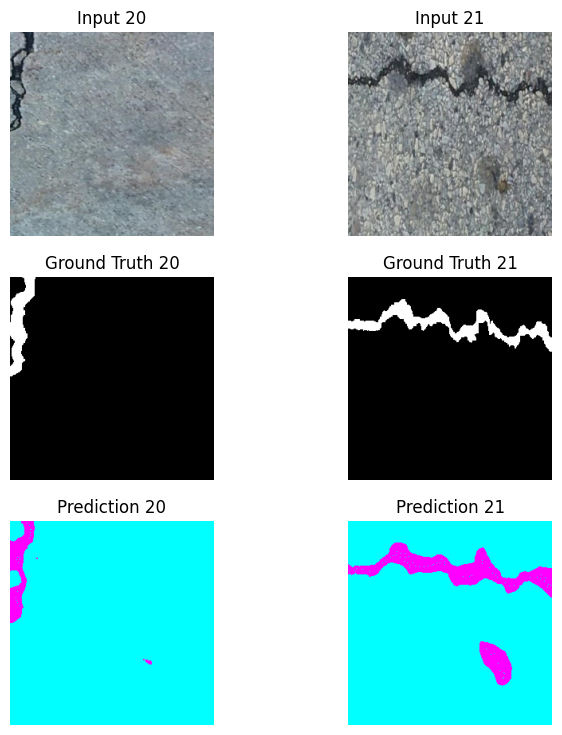 Input 20
Input 21
Ground Truth 20
Ground Truth 21
Prediction 20
Prediction 21